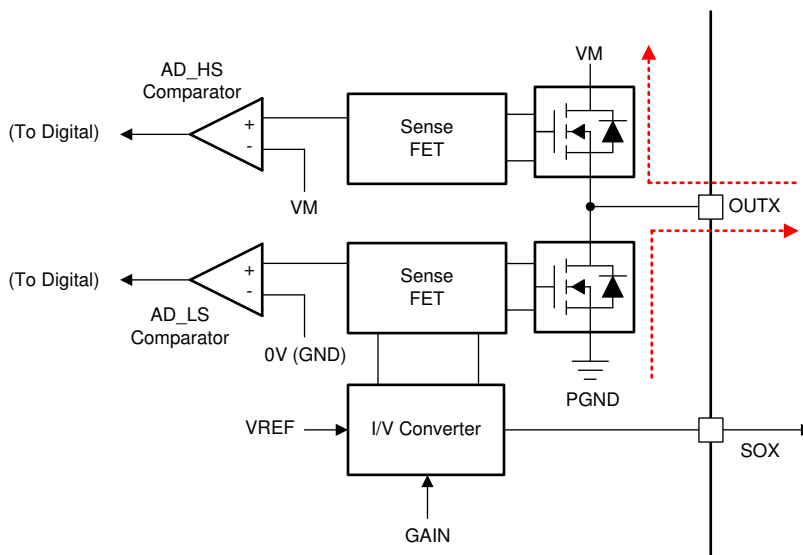 VM
AD_HS
Comparator
(To Digital)
+
-
VM
Sense
FET
OUTX
(To Digital)
+
-
AD_LS
Comparator
0V (GND)
Sense
FET
PGND
VREF
I/V Converter
SOX
GAIN